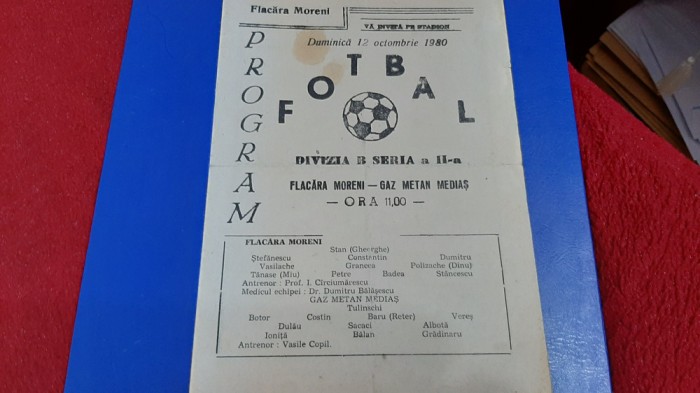 Flacăra Moreni
VĂ INVITĂ PE STADION
PROGRAM
Duminică 12 octombrie 1980
FOTBAL
DIVIZIA B SERIA a II-a
FLACĂRA MORENI — GAZ METAN MEDIAȘ
— ORA 11,00 —
FLACĂRA MORENI
Stan (Gheorghe)
Ștefănescu Constantin Dumitru
Vasilache Grancea Polizache (Dinu)
Tănase (Miu) Petre Badea Stăncescu
Antrenor : Prof. I. Cîrciumărescu
Medicul echipei : Dr. Dumitru Bălășescu
GAZ METAN MEDIAȘ
Tulinschi
Botor Costin Baru (Roter) Vereș
Dulău Sacaci Albotă
Ioniță Bălan Grădinaru
Antrenor : Vasile Copil.